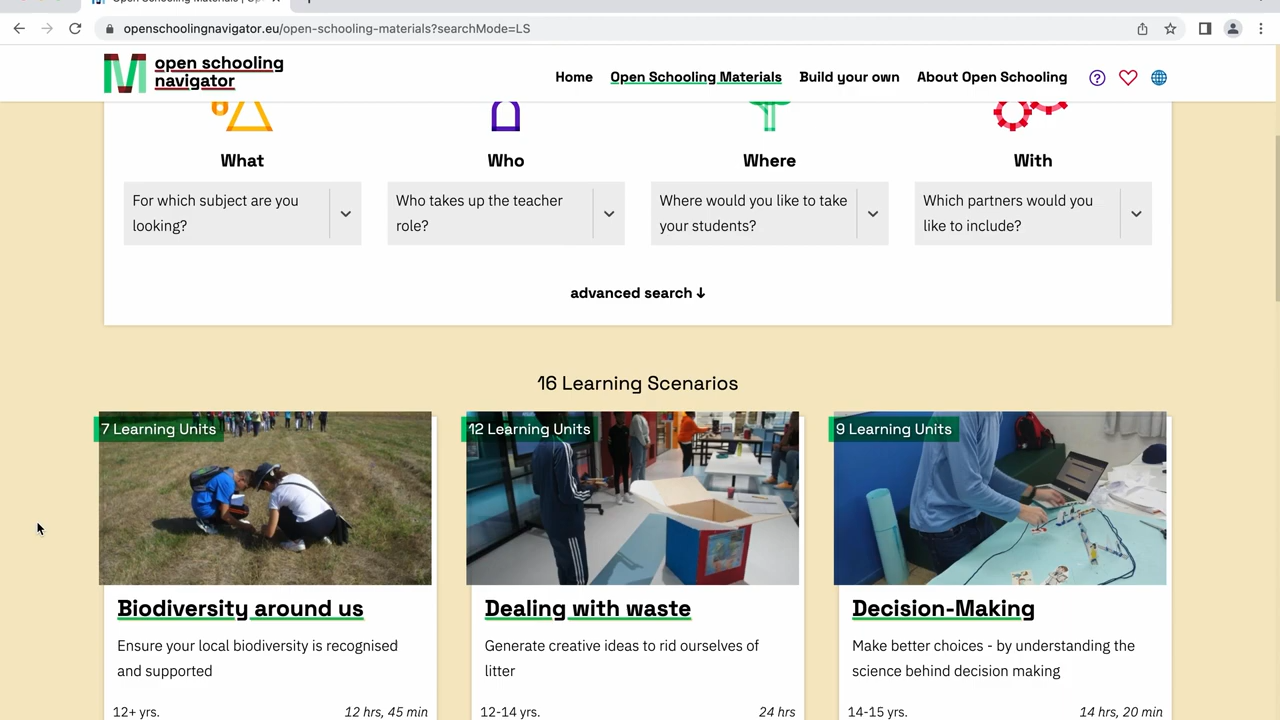 openschoolingnavigator.eu/open-schooling-materials?searchMode=LS
open schooling
navigator
Home
Open Schooling Materials
Build your own
About Open Schooling
What
Who
Where
With
For which subject are you
looking?
Who takes up the teacher
role?
Where would you like to take
your students?
Which partners would you
like to include?
advanced search ↓
16 Learning Scenarios
7 Learning Units
12 Learning Units
9 Learning Units
Biodiversity around us
Ensure your local biodiversity is recognised
and supported
12+ yrs.
12 hrs, 45 min
Dealing with waste
Generate creative ideas to rid ourselves of
litter
12-14 yrs.
24 hrs
Decision-Making
Make better choices - by understanding the
science behind decision making
14-15 yrs.
14 hrs, 20 min